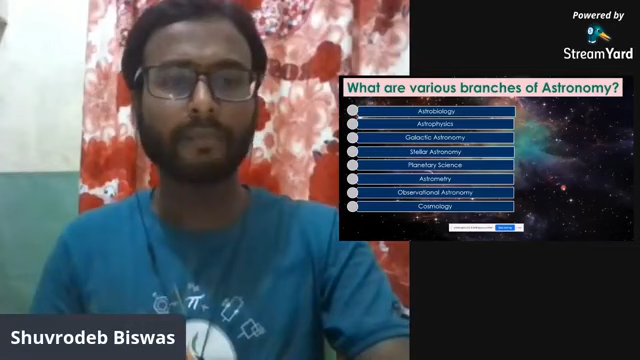 Powered by
StreamYard
What are various branches of Astronomy?
Astrobiology
Astrophysics
Galactic Astronomy
Stellar Astronomy
Planetary Science
Astrometry
Observational Astronomy
Cosmology
π
Shuvrodeb Biswas